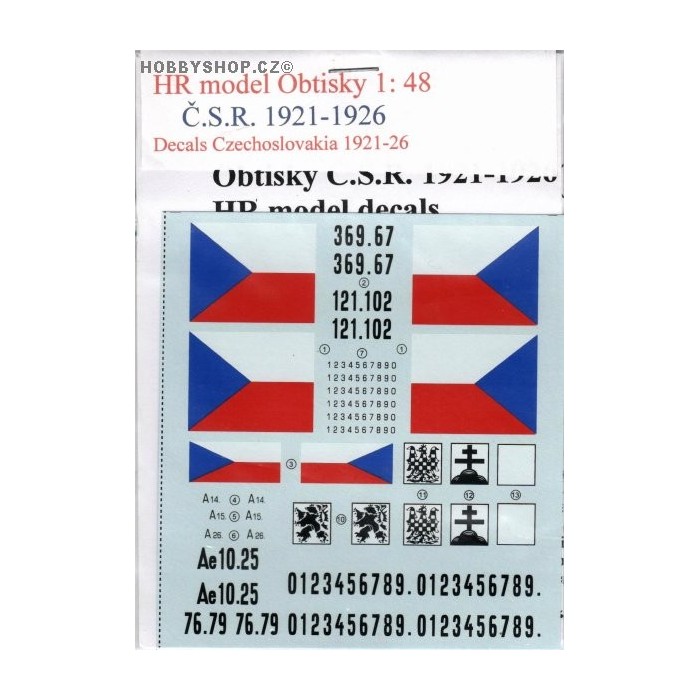 HOBBYSHOP.CZ©
HR model Obtisky 1: 48
Č.S.R. 1921-1926
Decals Czechoslovakia 1921-26
Obtisky Č.S.R. 1921-1926
HR model decals
369.67
369.67
2
121.102
121.102
1 7 1
1234567890
1234567890
1234567890
1234567890
1234567890
1234567890
3
A14. 4 A14.
A15. 5 A15.
A26. 6 A26.
11 12 13
10
Ae10.25
Ae10.25
0123456789. 0123456789.
76.79 76.79 0123456789. 0123456789.